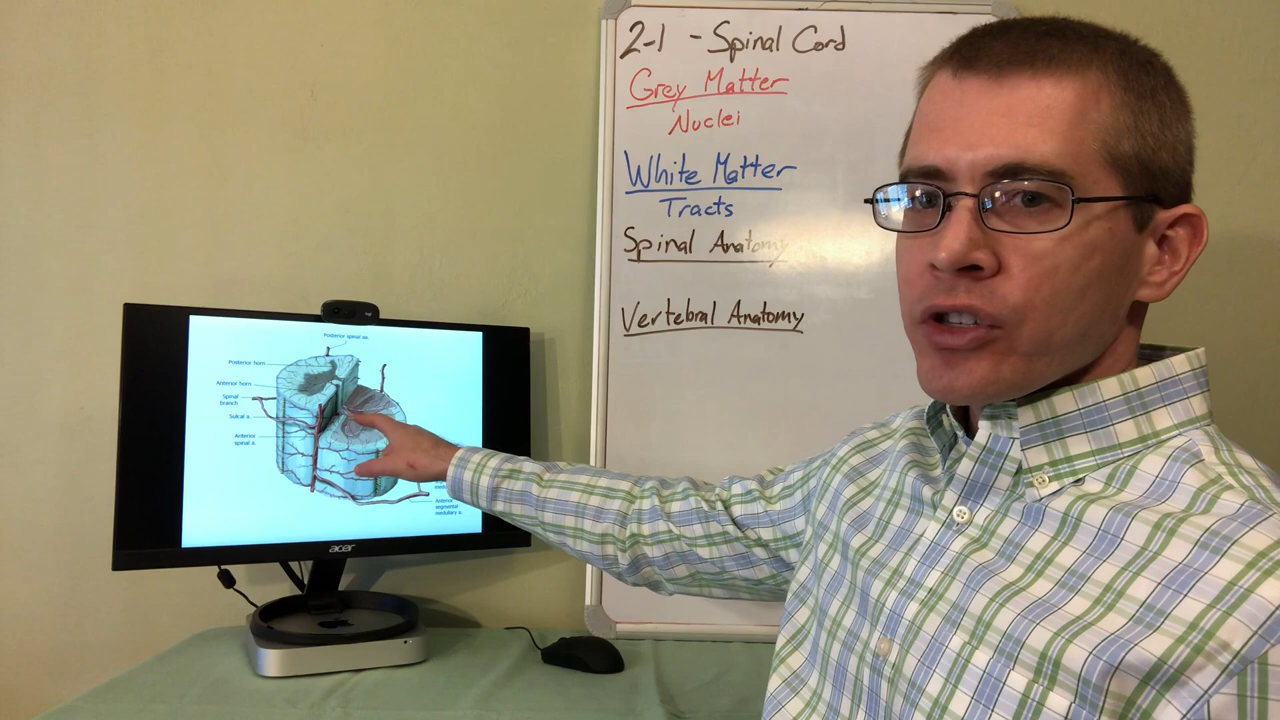 2-1 - Spinal Cord
Grey Matter
Nuclei
White Matter
Tracts
Spinal Anatomy
Vertebral Anatomy
Posterior spinal aa.
Posterior horn
Anterior horn
Spinal
branch
Sulcal a.
Anterior
spinal a.
Anterior
segmental
medullary a.
acer